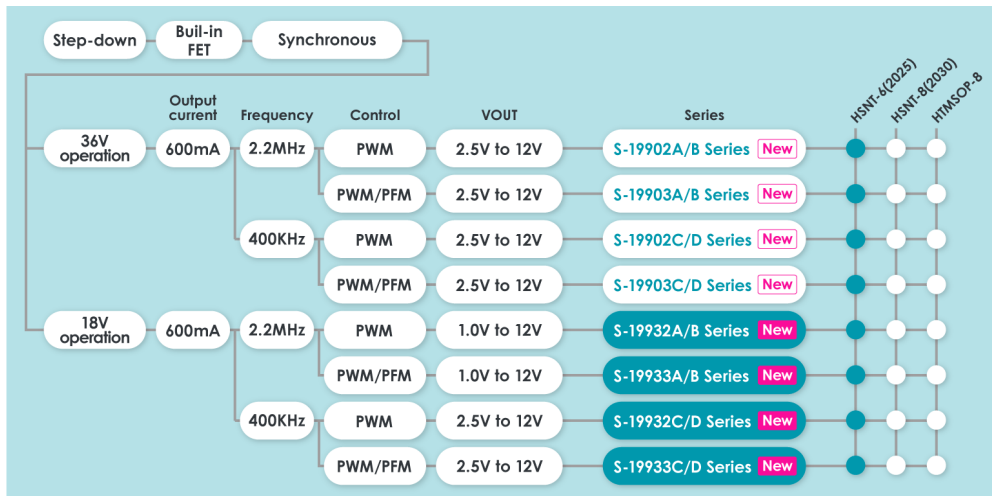 Step-down
Buil-in
FET
Synchronous
HSNT-6(2025)
HSNT-8(2030)
HTMSOP-8
Output
current
Frequency
Control
VOUT
Series
36V
operation
600mA
2.2MHz
PWM
2.5V to 12V
S-19902A/B Series New
PWM/PFM
2.5V to 12V
S-19903A/B Series New
400KHz
PWM
2.5V to 12V
S-19902C/D Series New
PWM/PFM
2.5V to 12V
S-19903C/D Series New
18V
operation
600mA
2.2MHz
PWM
1.0V to 12V
S-19932A/B Series New
PWM/PFM
1.0V to 12V
S-19933A/B Series New
400KHz
PWM
2.5V to 12V
S-19932C/D Series New
PWM/PFM
2.5V to 12V
S-19933C/D Series New